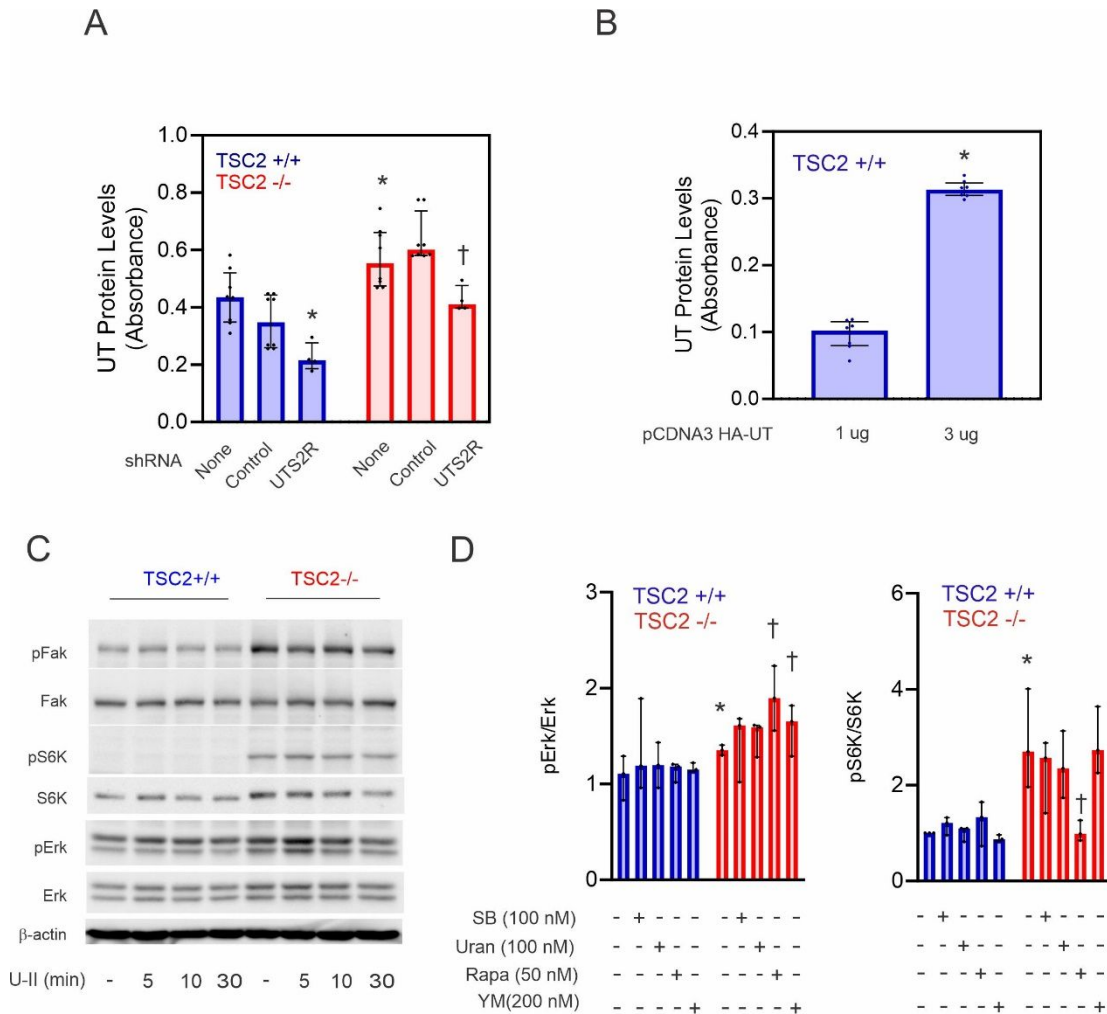 A
UT Protein Levels
(Absorbance)
1.0
0.8
0.6
0.4
0.2
0.0
TSC2 +/+
TSC2 -/-
*
*
†
shRNA
None
Control
UTS2R
None
Control
UTS2R
B
UT Protein Levels
(Absorbance)
0.4
0.3
0.2
0.1
0.0
TSC2 +/+
*
pCDNA3 HA-UT
1 ug
3 ug
C
TSC2+/+
TSC2-/-
pFak
Fak
pS6K
S6K
pErk
Erk
β-actin
U-II (min) - 5 10 30 - 5 10 30
D
pErk/Erk
3
2
1
0
TSC2 +/+
TSC2 -/-
*
†
†
pS6K/S6K
6
4
2
0
TSC2 +/+
TSC2 -/-
*
†
SB (100 nM) - + - - - - + - - - - + - - - - + - - -
Uran (100 nM) - - + - - - - + - - - - + - - - - + - -
Rapa (50 nM) - - - + - - - - + - - - - + - - - - + -
YM(200 nM) - - - - + - - - - + - - - - + - - - - +